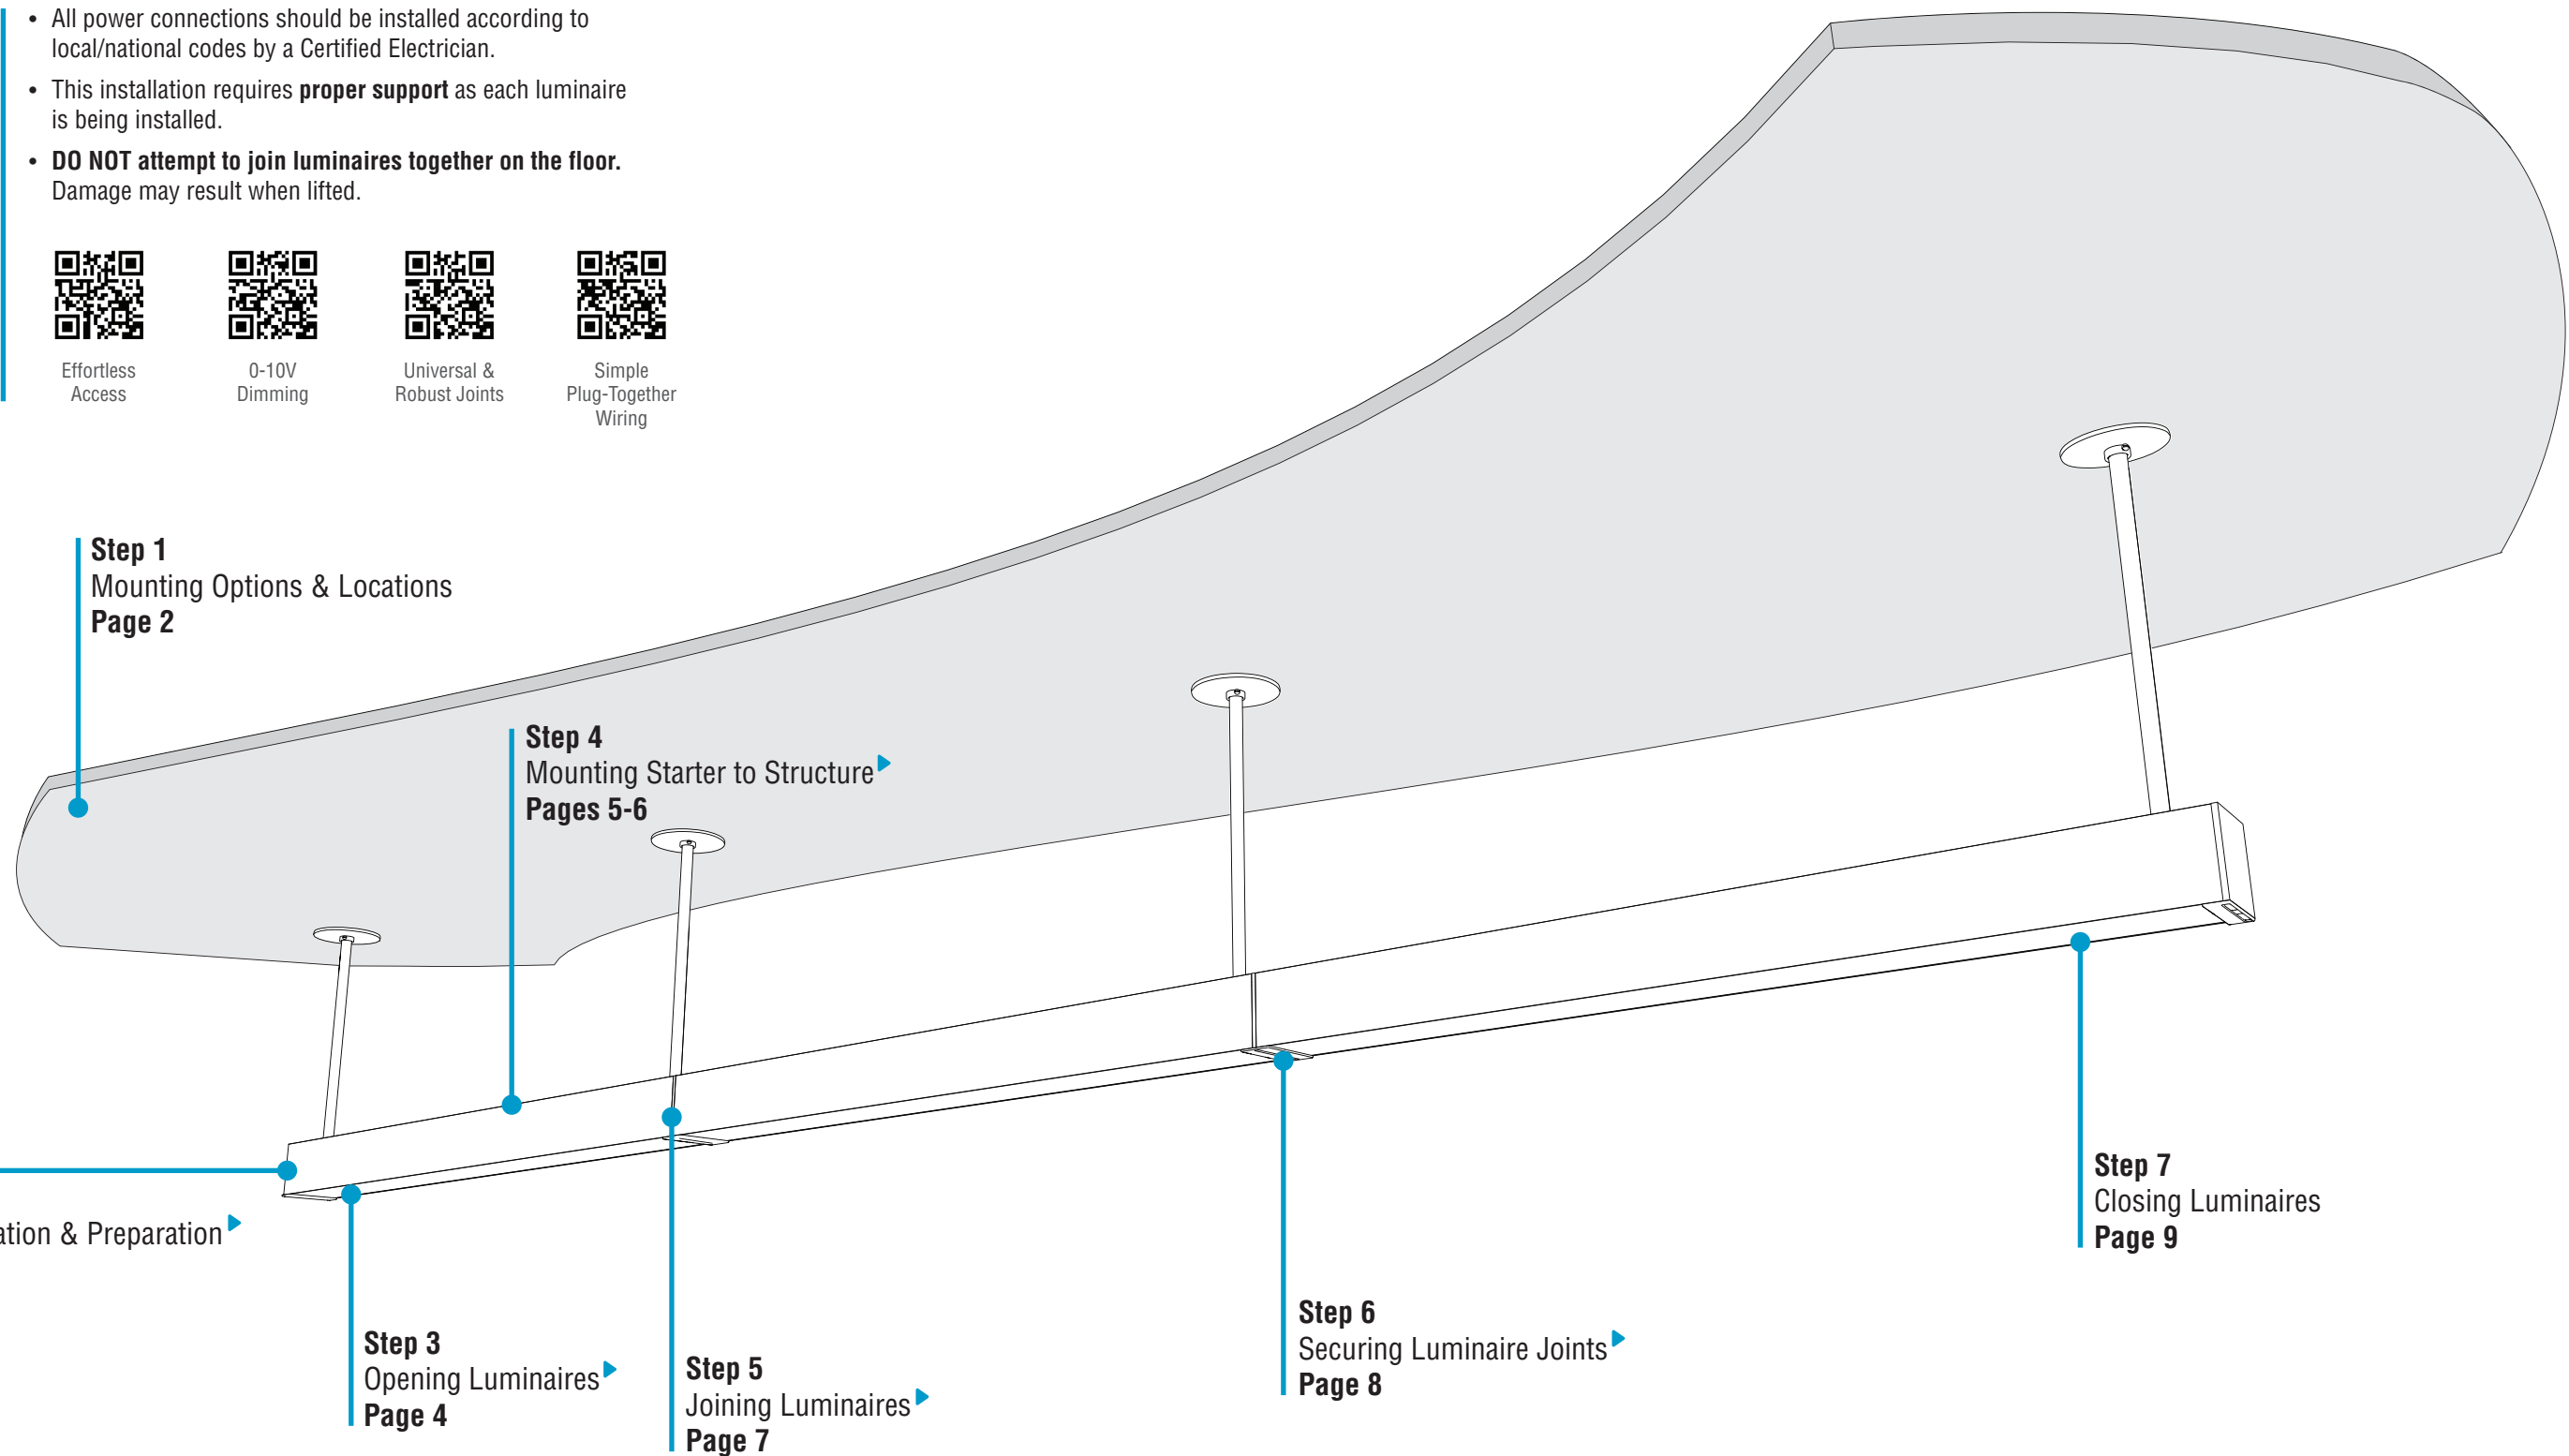 • All power connections should be installed according to
local/national codes by a Certified Electrician.
• This installation requires proper support as each luminaire
is being installed.
• DO NOT attempt to join luminaires together on the floor.
Damage may result when lifted.
Effortless
Access
0-10V
Dimming
Universal &
Robust Joints
Simple
Plug-Together
Wiring
Step 1
Mounting Options & Locations
Page 2
Step 4
Mounting Starter to Structure
Pages 5-6
& Preparation
Step 3
Opening Luminaires
Page 4
Step 5
Joining Luminaires
Page 7
Step 6
Securing Luminaire Joints
Page 8
Step 7
Closing Luminaires
Page 9